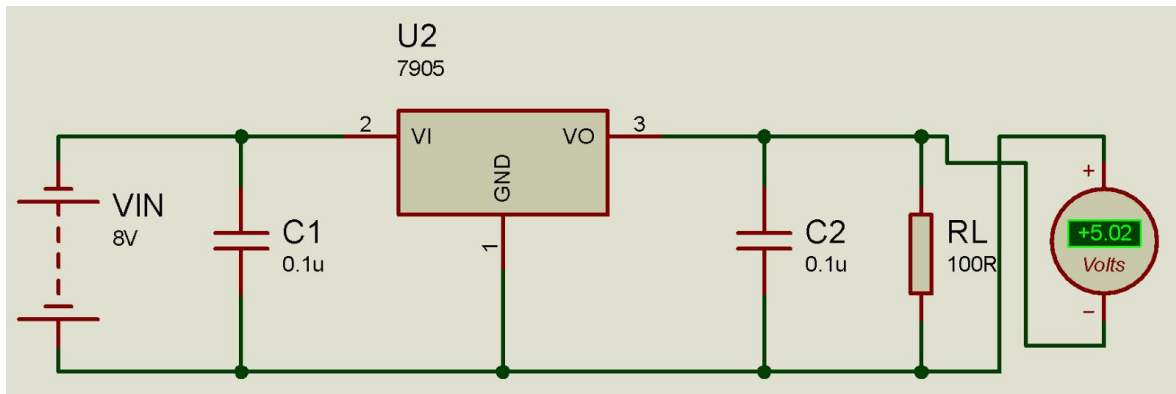 U2
7905
2
VI
VO
3
GND
1
VIN
8V
C1
0.1u
C2
0.1u
RL
100R
+
+5.02
Volts
−